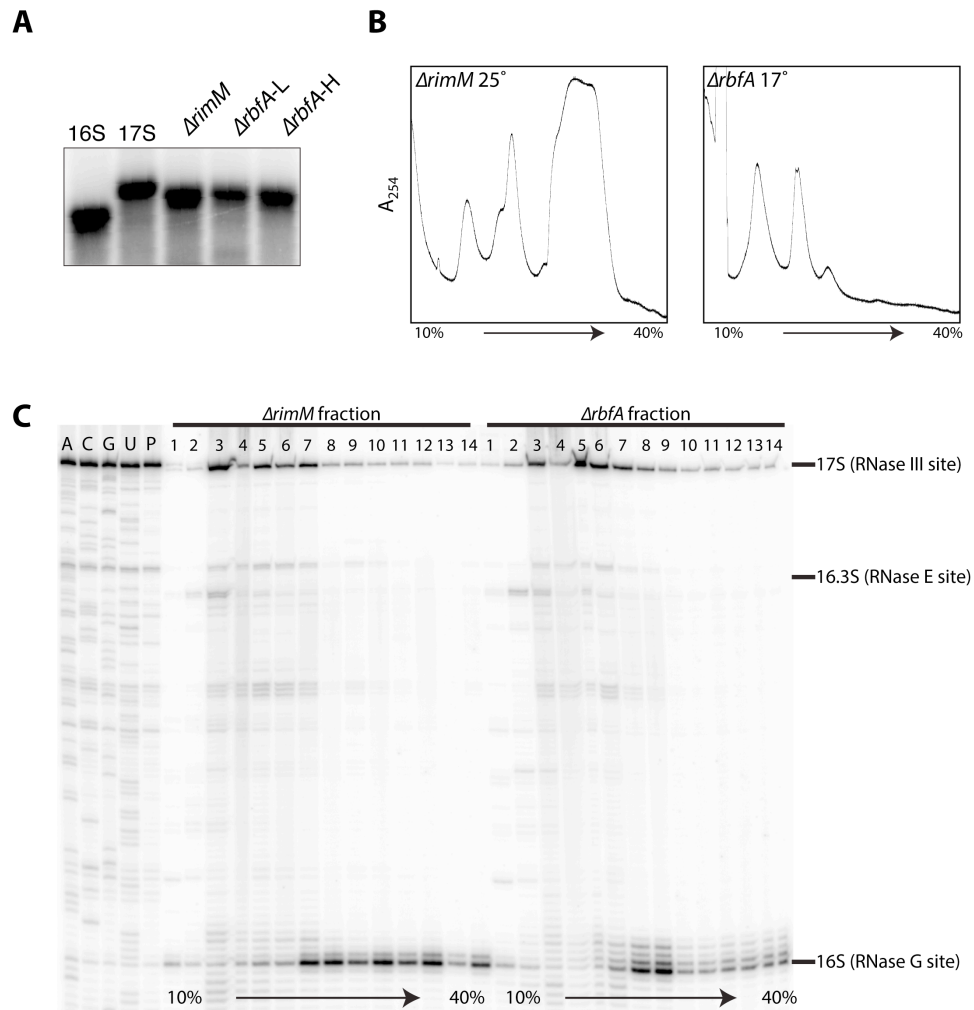 A
16S 17S ΔrimM ΔrbfA-L ΔrbfA-H
B
ΔrimM 25˚
A254
10% 40%
ΔrbfA 17˚
10% 40%
C
ΔrimM fraction ΔrbfA fraction
A C G U P 1 2 3 4 5 6 7 8 9 10 11 12 13 14 1 2 3 4 5 6 7 8 9 10 11 12 13 14
17S (RNase III site)
16.3S (RNase E site)
16S (RNase G site)
10% 40% 10% 40%